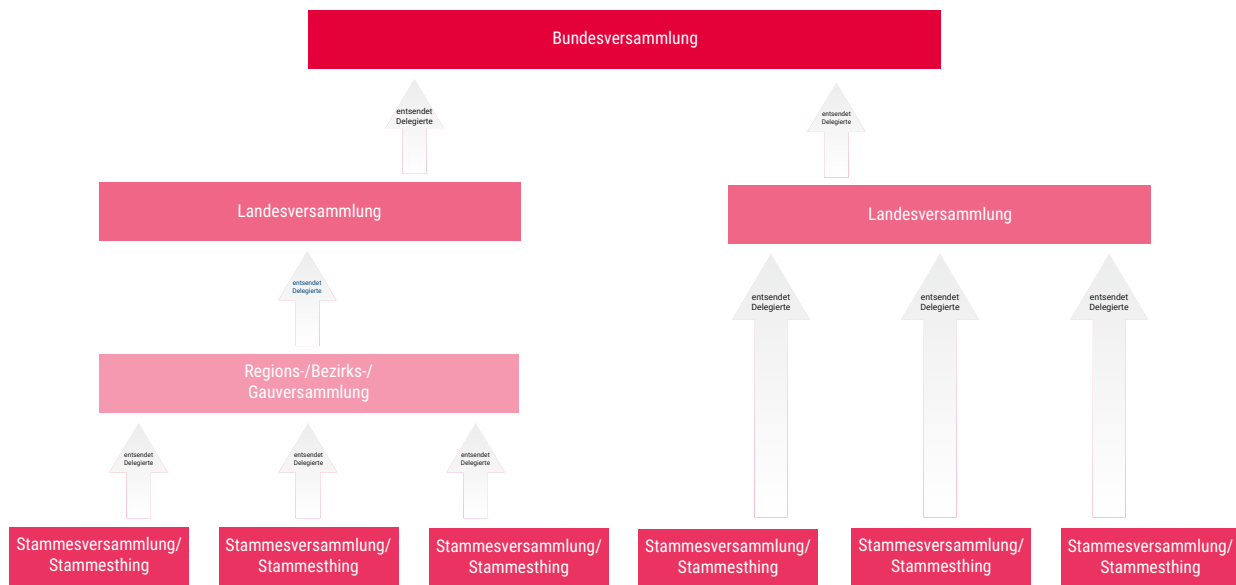 Bundesversammlung
entsendet
Delegierte
entsendet
Delegierte
Landesversammlung
Landesversammlung
entsendet
Delegierte
entsendet
Delegierte
entsendet
Delegierte
entsendet
Delegierte
Regions-/Bezirks-/
Gauversammlung
entsendet
Delegierte
entsendet
Delegierte
entsendet
Delegierte
Stammesversammlung/
Stammesthing
Stammesversammlung/
Stammesthing
Stammesversammlung/
Stammesthing
Stammesversammlung/
Stammesthing
Stammesversammlung/
Stammesthing
Stammesversammlung/
Stammesthing